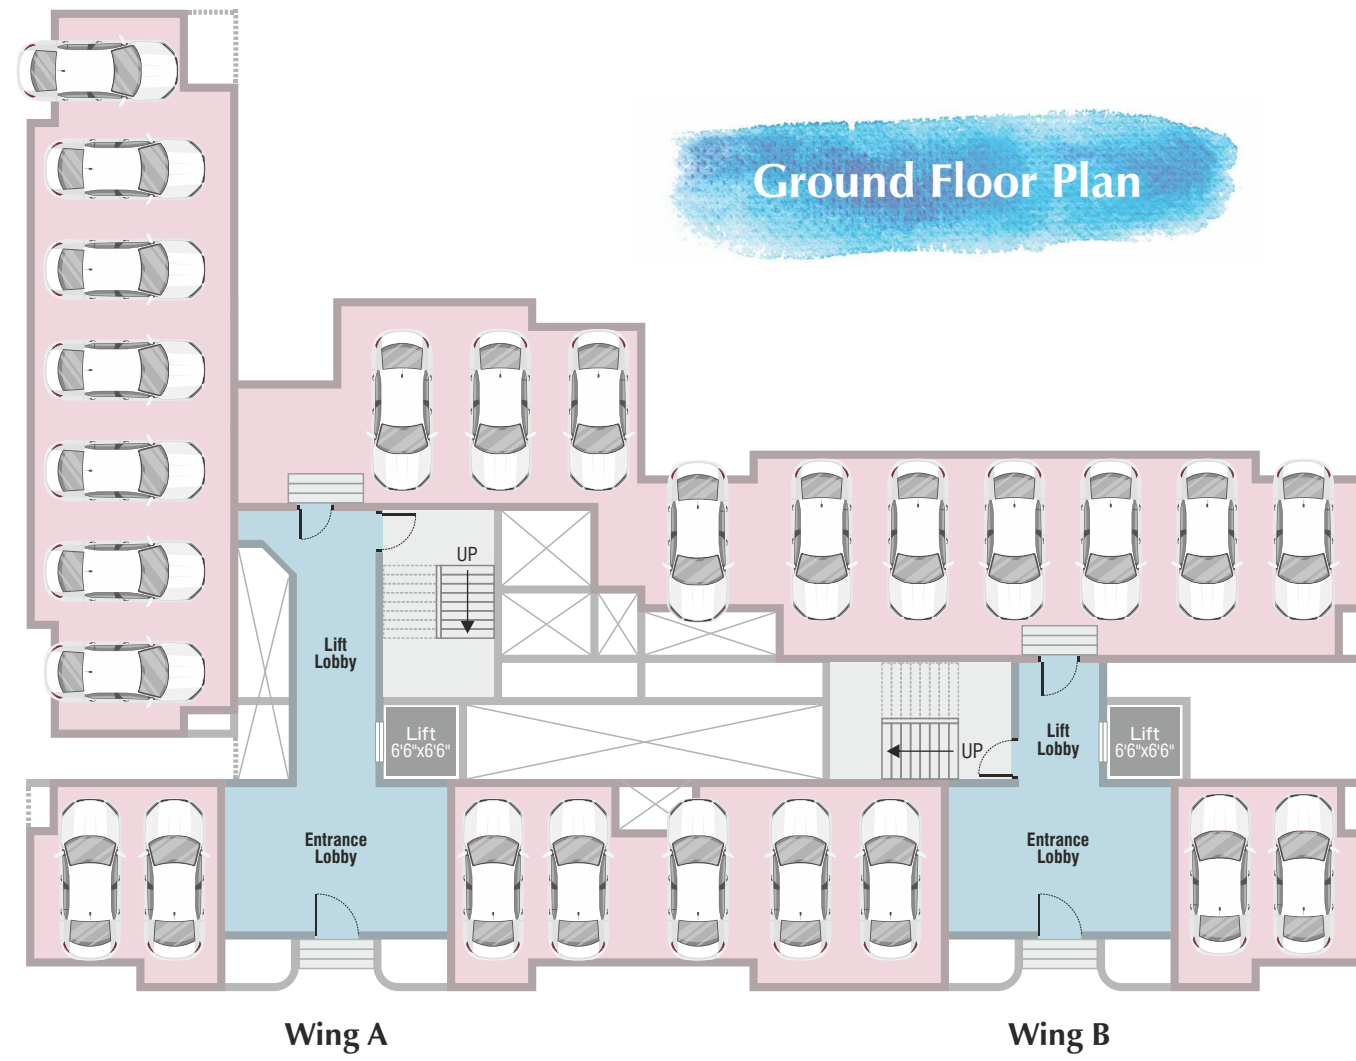 Ground Floor Plan
UP
Lift
Lobby
Lift
6'6"x6'6"
UP
Lift
Lobby
Lift
6'6"x6'6"
Entrance
Lobby
Entrance
Lobby
Wing A
Wing B